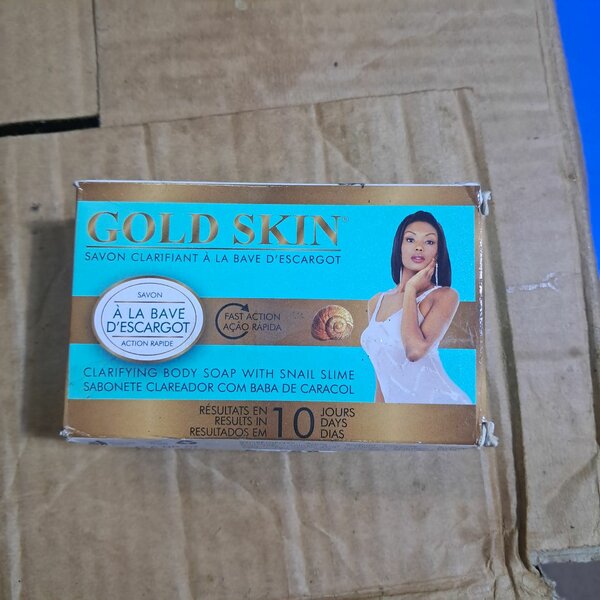 GOLD SKIN
SAVON CLARIFIANT À LA BAVE D'ESCARGOT
SAVON
À LA BAVE
D'ESCARGOT
ACTION RAPIDE
FAST ACTION
AÇÃO RAPIDA
CLARIFYING BODY SOAP WITH SNAIL SLIME
SABONETE CLAREADOR COM BABA DE CARACOL
RÉSULTATS EN
RESULTS IN
RESULTADOS EM
10
JOURS
DAYS
DIAS